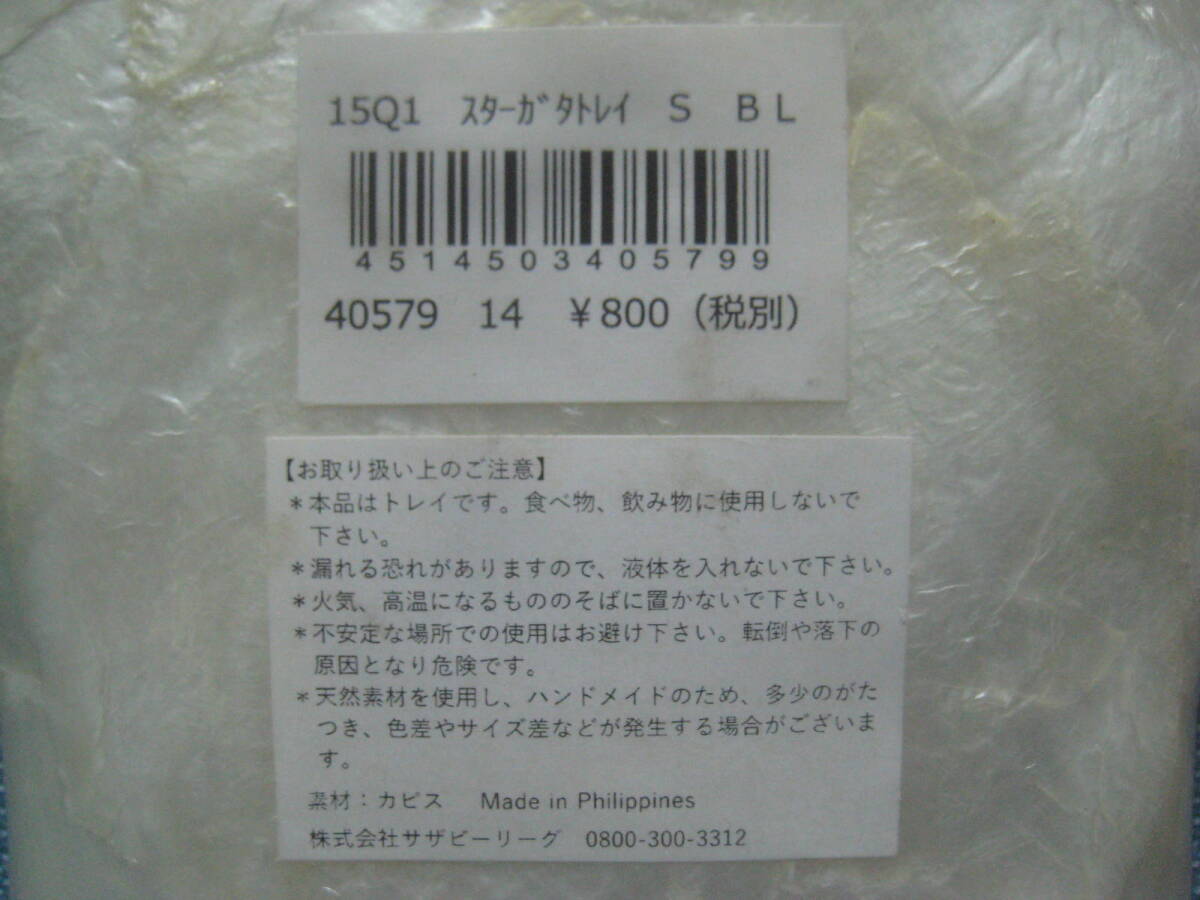 15Q1 ｽﾀｰｶﾞﾀﾄﾚｲ S BL
4514503405799
40579 14 ￥800（税別）
【お取り扱い上のご注意】
＊本品はトレイです。食べ物、飲み物に使用しないで
下さい。
＊漏れる恐れがありますので、液体を入れないで下さい。
＊火気、高温になるもののそばに置かないで下さい。
＊不安定な場所での使用はお避け下さい。転倒や落下の
原因となり危険です。
＊天然素材を使用し、ハンドメイドのため、多少のがた
つき、色差やサイズ差などが発生する場合がございま
す。
素材：カピス Made in Philippines
株式会社サザビーリーグ 0800-300-3312